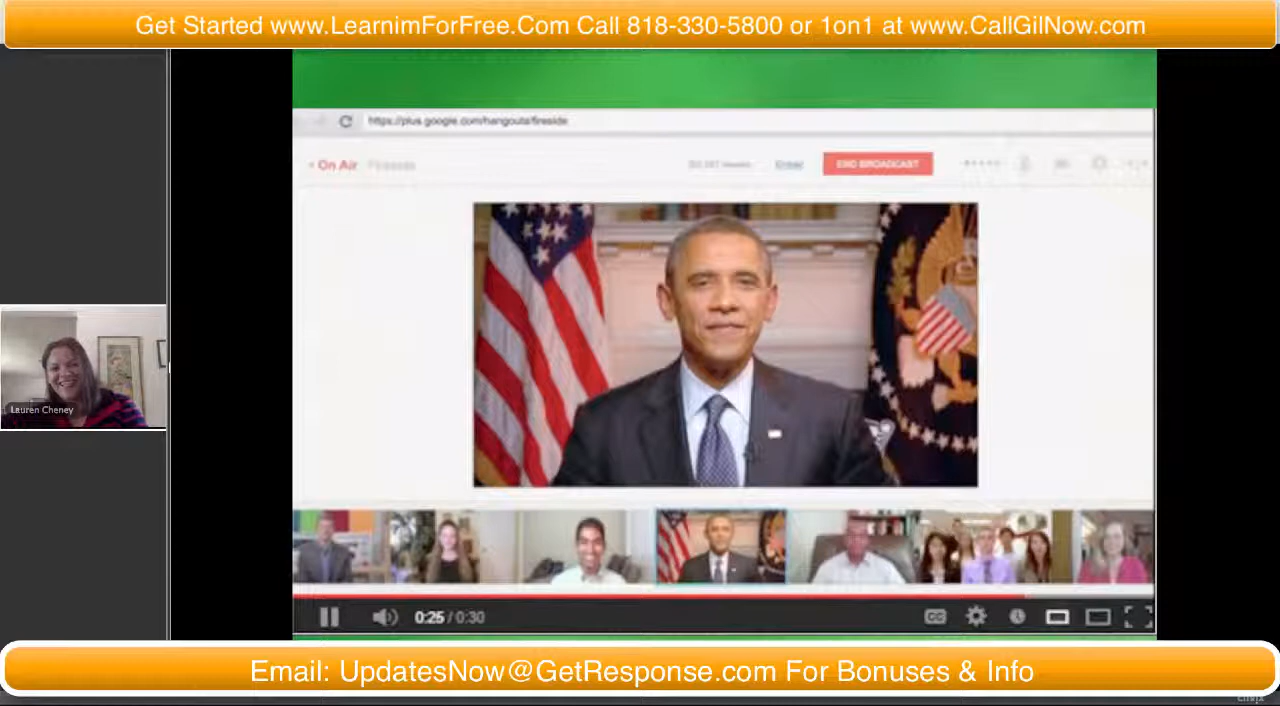 Get Started www.LearnimForFree.Com Call 818-330-5800 or 1on1 at www.CallGilNow.com
https://plus.google.com/hangouts/fireside
On Air Fireside
END BROADCAST
Lauren Cheney
0:25 / 0:30
CC
Email: UpdatesNow@GetResponse.com For Bonuses & Info